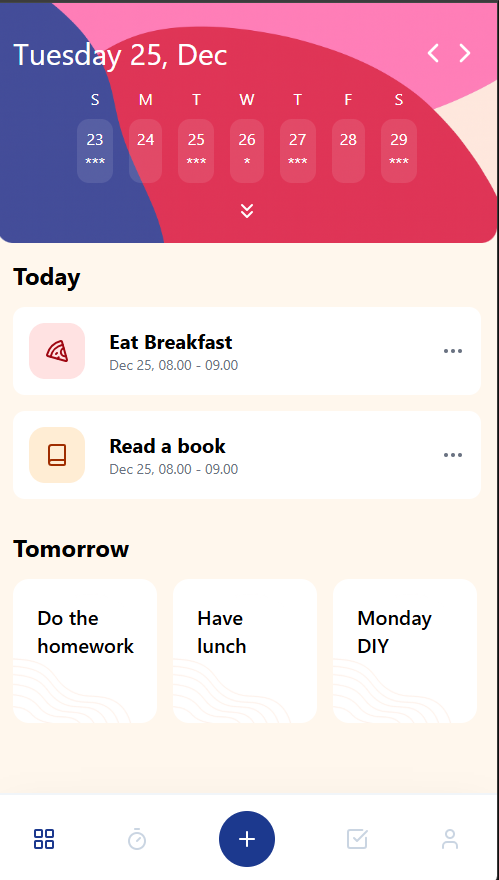 Tuesday 25, Dec
S M T W T F S
23 24 25 26 27 28 29
*** *** * *** ***
Today
Eat Breakfast
Dec 25, 08.00 - 09.00
Read a book
Dec 25, 08.00 - 09.00
Tomorrow
Do the
homework
Have
lunch
Monday
DIY